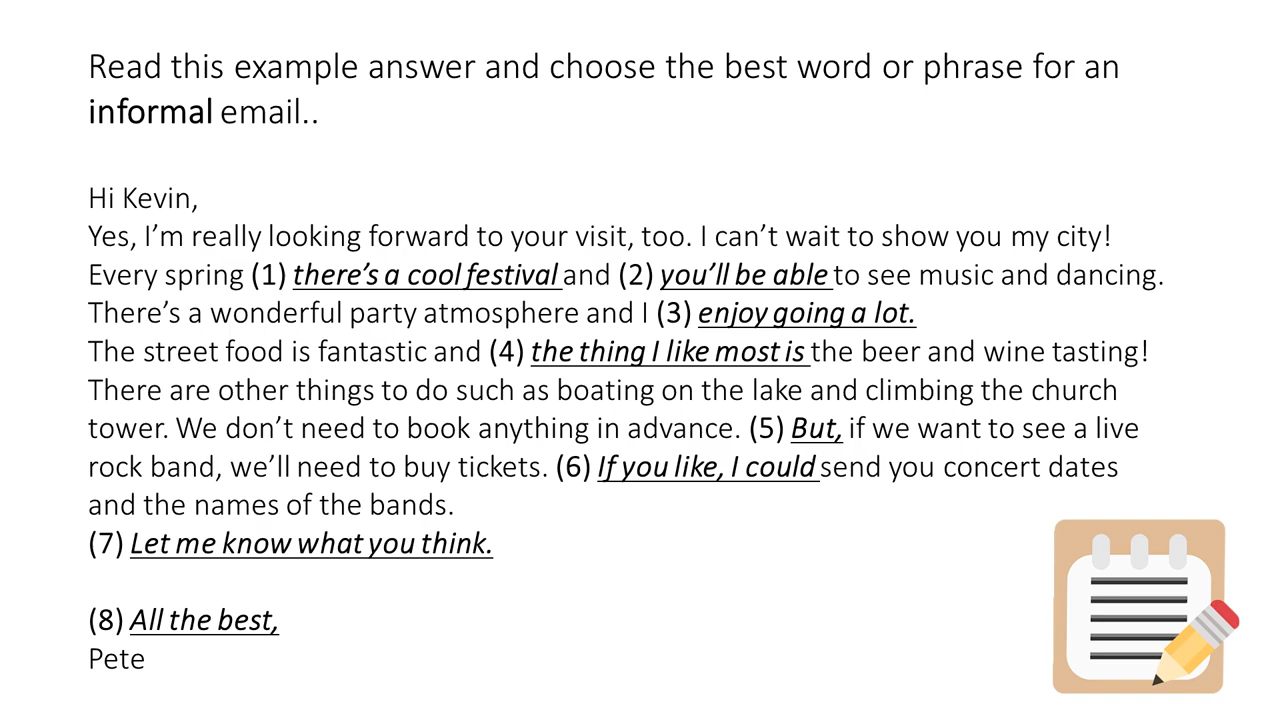 Read this example answer and choose the best word or phrase for an
informal email..
Hi Kevin,
Yes, I’m really looking forward to your visit, too. I can’t wait to show you my city!
Every spring (1) there’s a cool festival and (2) you’ll be able to see music and dancing.
There’s a wonderful party atmosphere and I (3) enjoy going a lot.
The street food is fantastic and (4) the thing I like most is the beer and wine tasting!
There are other things to do such as boating on the lake and climbing the church
tower. We don’t need to book anything in advance. (5) But, if we want to see a live
rock band, we’ll need to buy tickets. (6) If you like, I could send you concert dates
and the names of the bands.
(7) Let me know what you think.
(8) All the best,
Pete